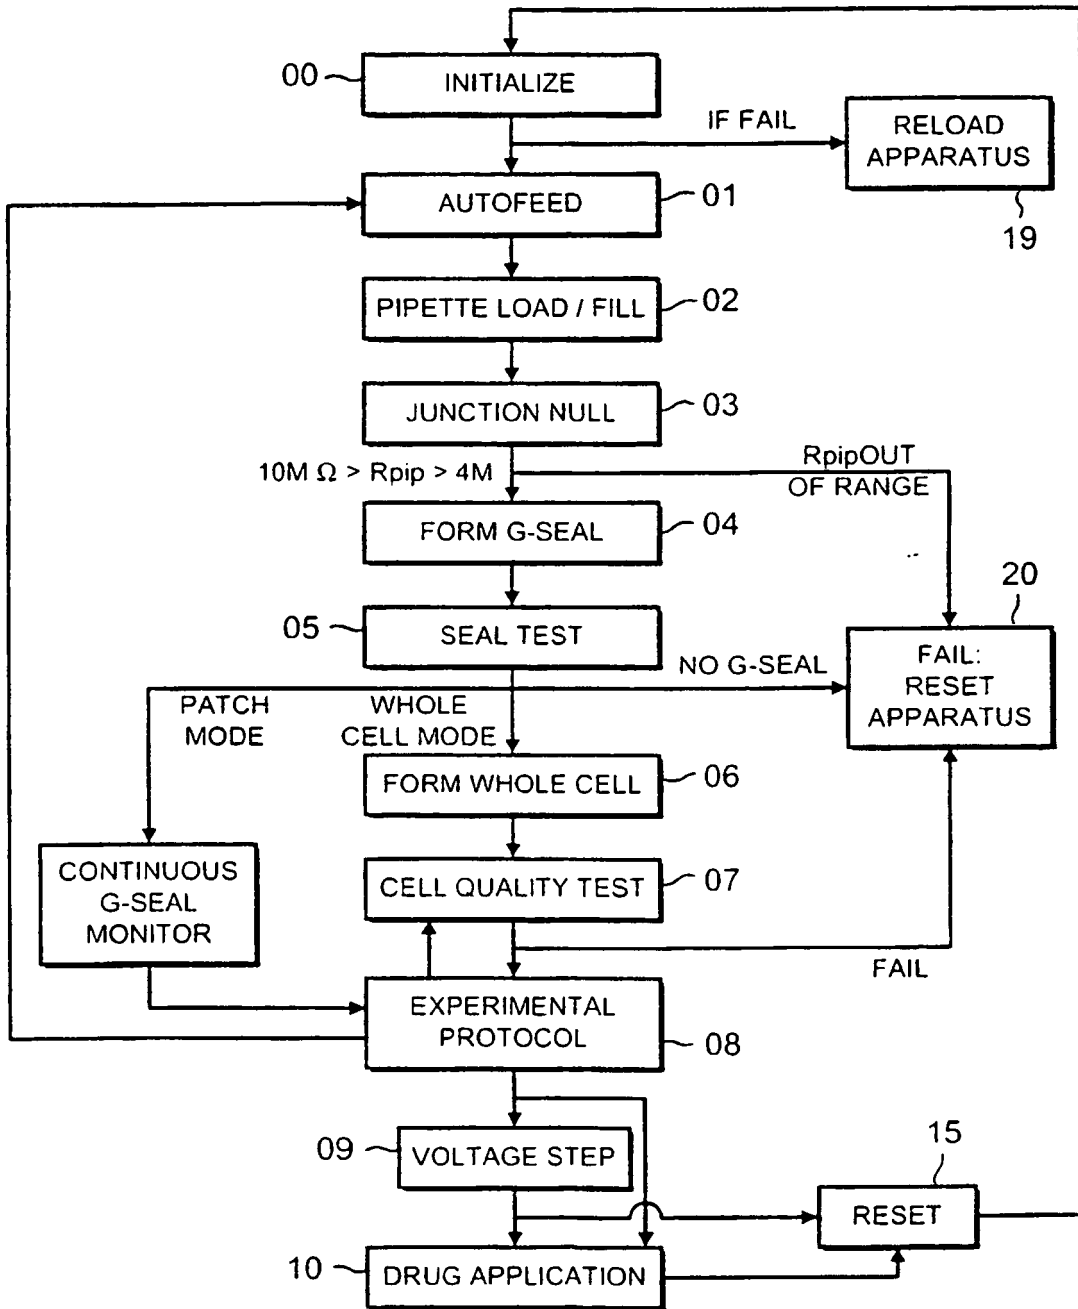 00
INITIALIZE
IF FAIL
RELOAD
APPARATUS
19
AUTOFEED
01
PIPETTE LOAD / FILL
02
JUNCTION NULL
03
10M Ω > Rpip > 4M
RpipOUT
OF RANGE
FORM G-SEAL
04
05
SEAL TEST
20
FAIL:
RESET
APPARATUS
NO G-SEAL
PATCH
MODE
WHOLE
CELL MODE
FORM WHOLE CELL
06
CELL QUALITY TEST
07
CONTINUOUS
G-SEAL
MONITOR
FAIL
EXPERIMENTAL
PROTOCOL
08
09
VOLTAGE STEP
15
RESET
10
DRUG APPLICATION